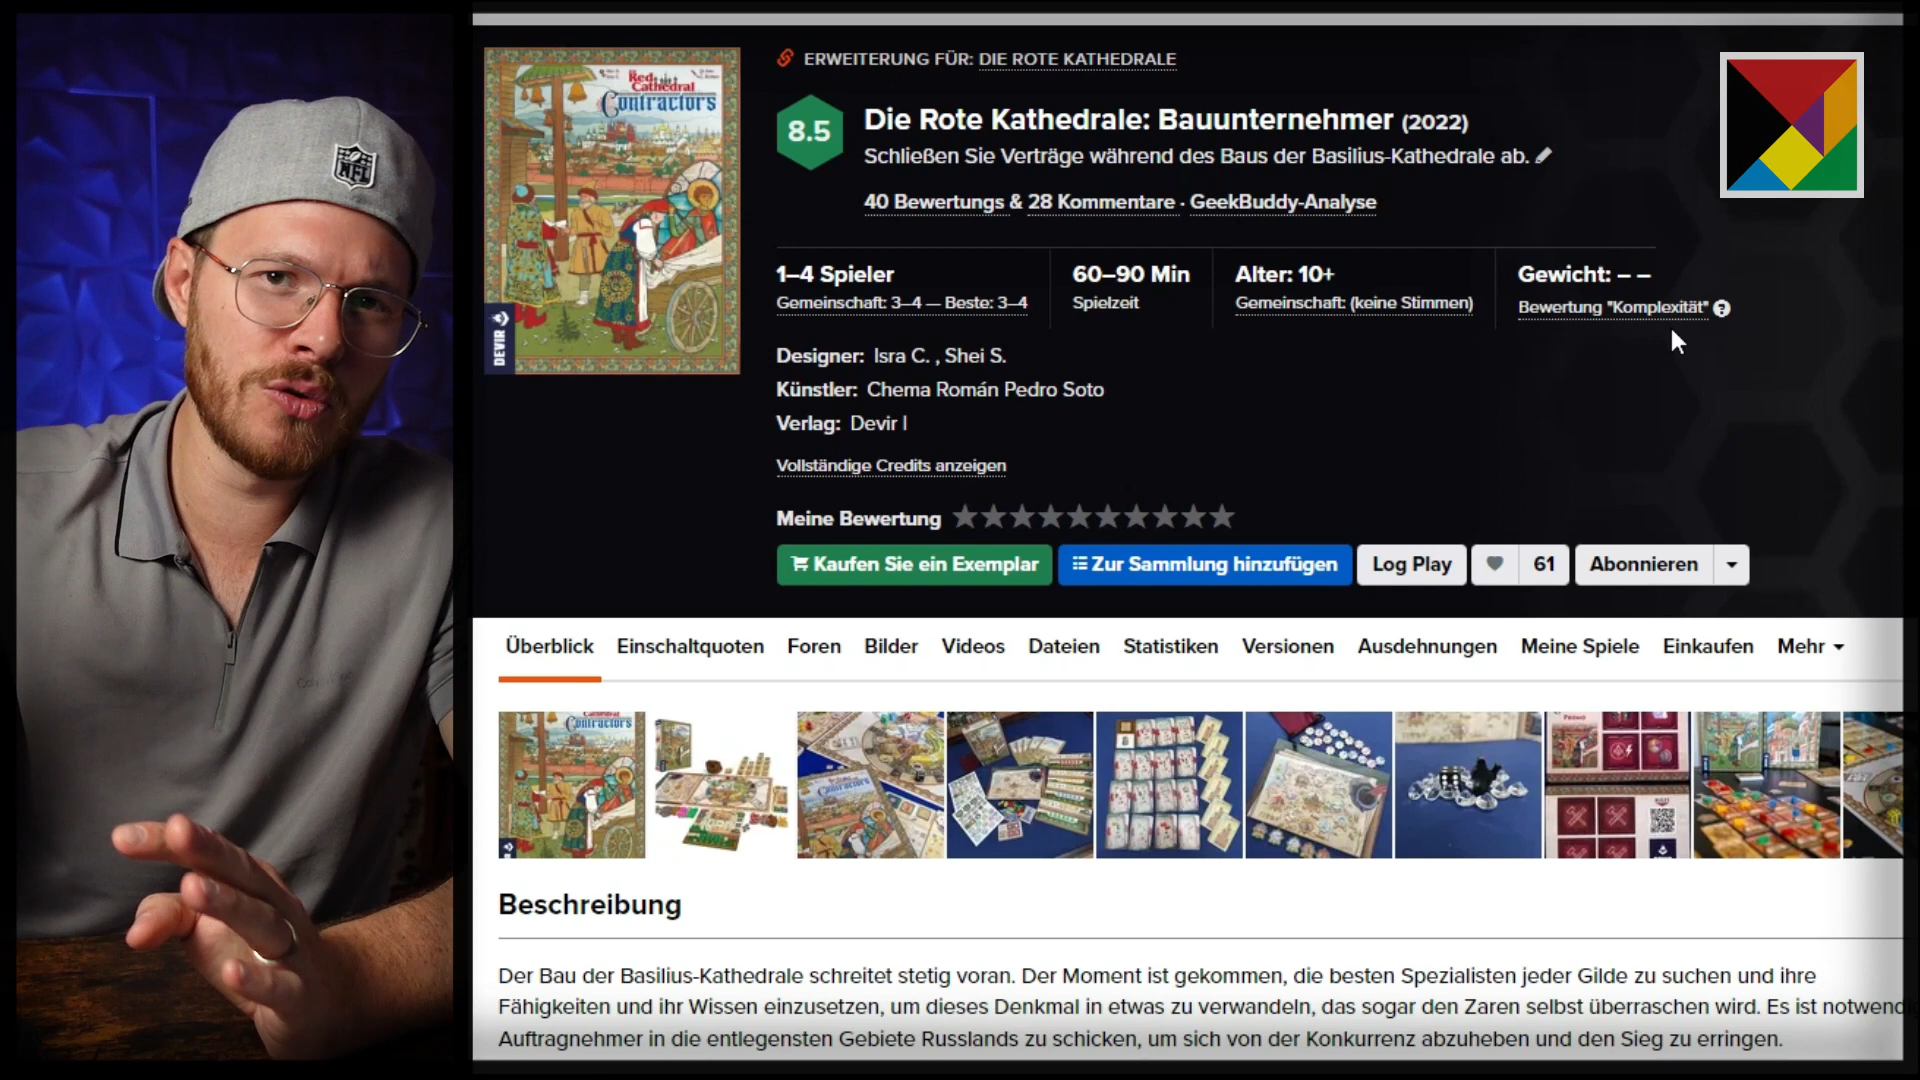 NFL
Red
Cathedral
Contractors
DEVIR
ERWEITERUNG FÜR: DIE ROTE KATHEDRALE
8.5
Die Rote Kathedrale: Bauunternehmer (2022)
Schließen Sie Verträge während des Baus der Basilius-Kathedrale ab.
40 Bewertungs & 28 Kommentare · GeekBuddy-Analyse
1–4 Spieler
Gemeinschaft: 3–4 — Beste: 3–4
60–90 Min
Spielzeit
Alter: 10+
Gemeinschaft: (keine Stimmen)
Gewicht: – –
Bewertung "Komplexität" ?
Designer: Isra C. , Shei S.
Künstler: Chema Román Pedro Soto
Verlag: Devir I
Vollständige Credits anzeigen
Meine Bewertung
Kaufen Sie ein Exemplar
Zur Sammlung hinzufügen
Log Play
61
Abonnieren
Überblick Einschaltquoten Foren Bilder Videos Dateien Statistiken Versionen Ausdehnungen Meine Spiele Einkaufen Mehr
Contractors
Beschreibung
Der Bau der Basilius-Kathedrale schreitet stetig voran. Der Moment ist gekommen, die besten Spezialisten jeder Gilde zu suchen und ihre
Fähigkeiten und ihr Wissen einzusetzen, um dieses Denkmal in etwas zu verwandeln, das sogar den Zaren selbst überraschen wird. Es ist notwendig
Auftragnehmer in die entlegensten Gebiete Russlands zu schicken, um sich von der Konkurrenz abzuheben und den Sieg zu erringen.